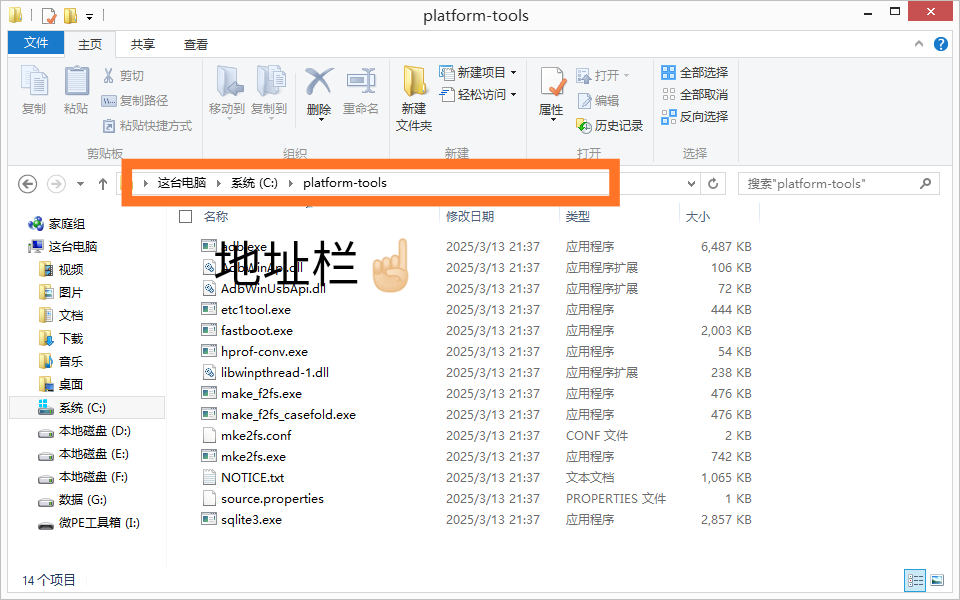 platform-tools
文件 主页 共享 查看
复制 粘贴 剪切 复制路径 粘贴快捷方式
剪贴板
移动到 复制到 删除 重命名
组织
新建文件夹 新建项目 轻松访问
新建
属性 打开 编辑 历史记录
打开
全部选择 全部取消 反向选择
选择
这台电脑 系统 (C:) platform-tools
搜索"platform-tools"
名称 修改日期 类型 大小
家庭组
这台电脑
视频
图片
文档
下载
音乐
桌面
系统 (C:)
本地磁盘 (D:)
本地磁盘 (E:)
本地磁盘 (F:)
数据 (G:)
微PE工具箱 (I:)
adb.exe 2025/3/13 21:37 应用程序 6,487 KB
AdbWinApi.dll 2025/3/13 21:37 应用程序扩展 106 KB
AdbWinUsbApi.dll 2025/3/13 21:37 应用程序扩展 72 KB
etc1tool.exe 2025/3/13 21:37 应用程序 444 KB
fastboot.exe 2025/3/13 21:37 应用程序 2,003 KB
hprof-conv.exe 2025/3/13 21:37 应用程序 54 KB
libwinpthread-1.dll 2025/3/13 21:37 应用程序扩展 238 KB
make_f2fs.exe 2025/3/13 21:37 应用程序 476 KB
make_f2fs_casefold.exe 2025/3/13 21:37 应用程序 476 KB
mke2fs.conf 2025/3/13 21:37 CONF 文件 2 KB
mke2fs.exe 2025/3/13 21:37 应用程序 742 KB
NOTICE.txt 2025/3/13 21:37 文本文档 1,065 KB
source.properties 2025/3/13 21:37 PROPERTIES 文件 1 KB
sqlite3.exe 2025/3/13 21:37 应用程序 2,857 KB
地址栏☝🏼
14 个项目